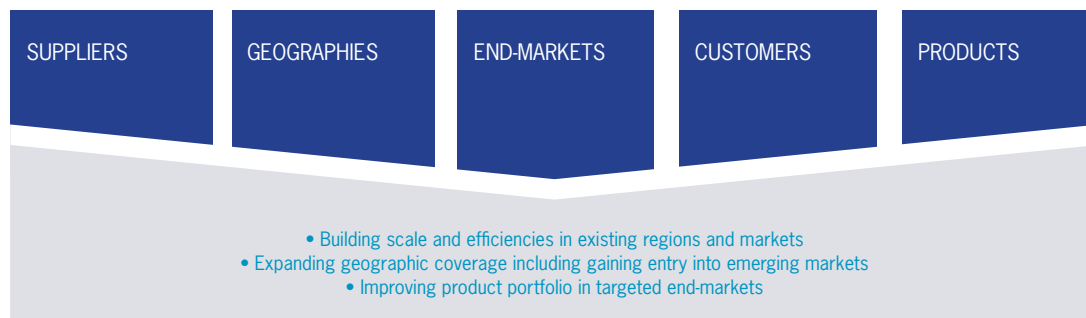 SUPPLIERS
GEOGRAPHIES
END-MARKETS
CUSTOMERS
PRODUCTS
• Building scale and efficiencies in existing regions and markets
• Expanding geographic coverage including gaining entry into emerging markets
• Improving product portfolio in targeted end-markets